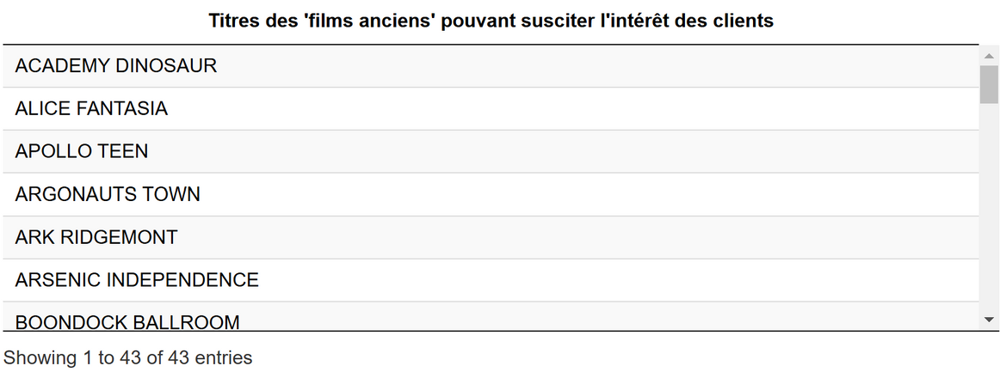 Titres des 'films anciens' pouvant susciter l'intérêt des clients
ACADEMY DINOSAUR
ALICE FANTASIA
APOLLO TEEN
ARGONAUTS TOWN
ARK RIDGEMONT
ARSENIC INDEPENDENCE
BOONDOCK BALLROOM
Showing 1 to 43 of 43 entries